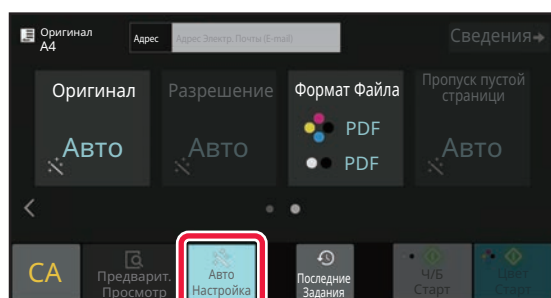 Оригинал
A4
Адрес
Адрес Электр. Почты (E-mail)
Сведения
Оригинал
Авто
Разрешение
Авто
Формат Файла
PDF
PDF
Пропуск пустой
страници
Авто
CA
Предварит.
Просмотр
Авто
Настройка
Последние
Задания
Ч/Б
Старт
Цвет
Старт